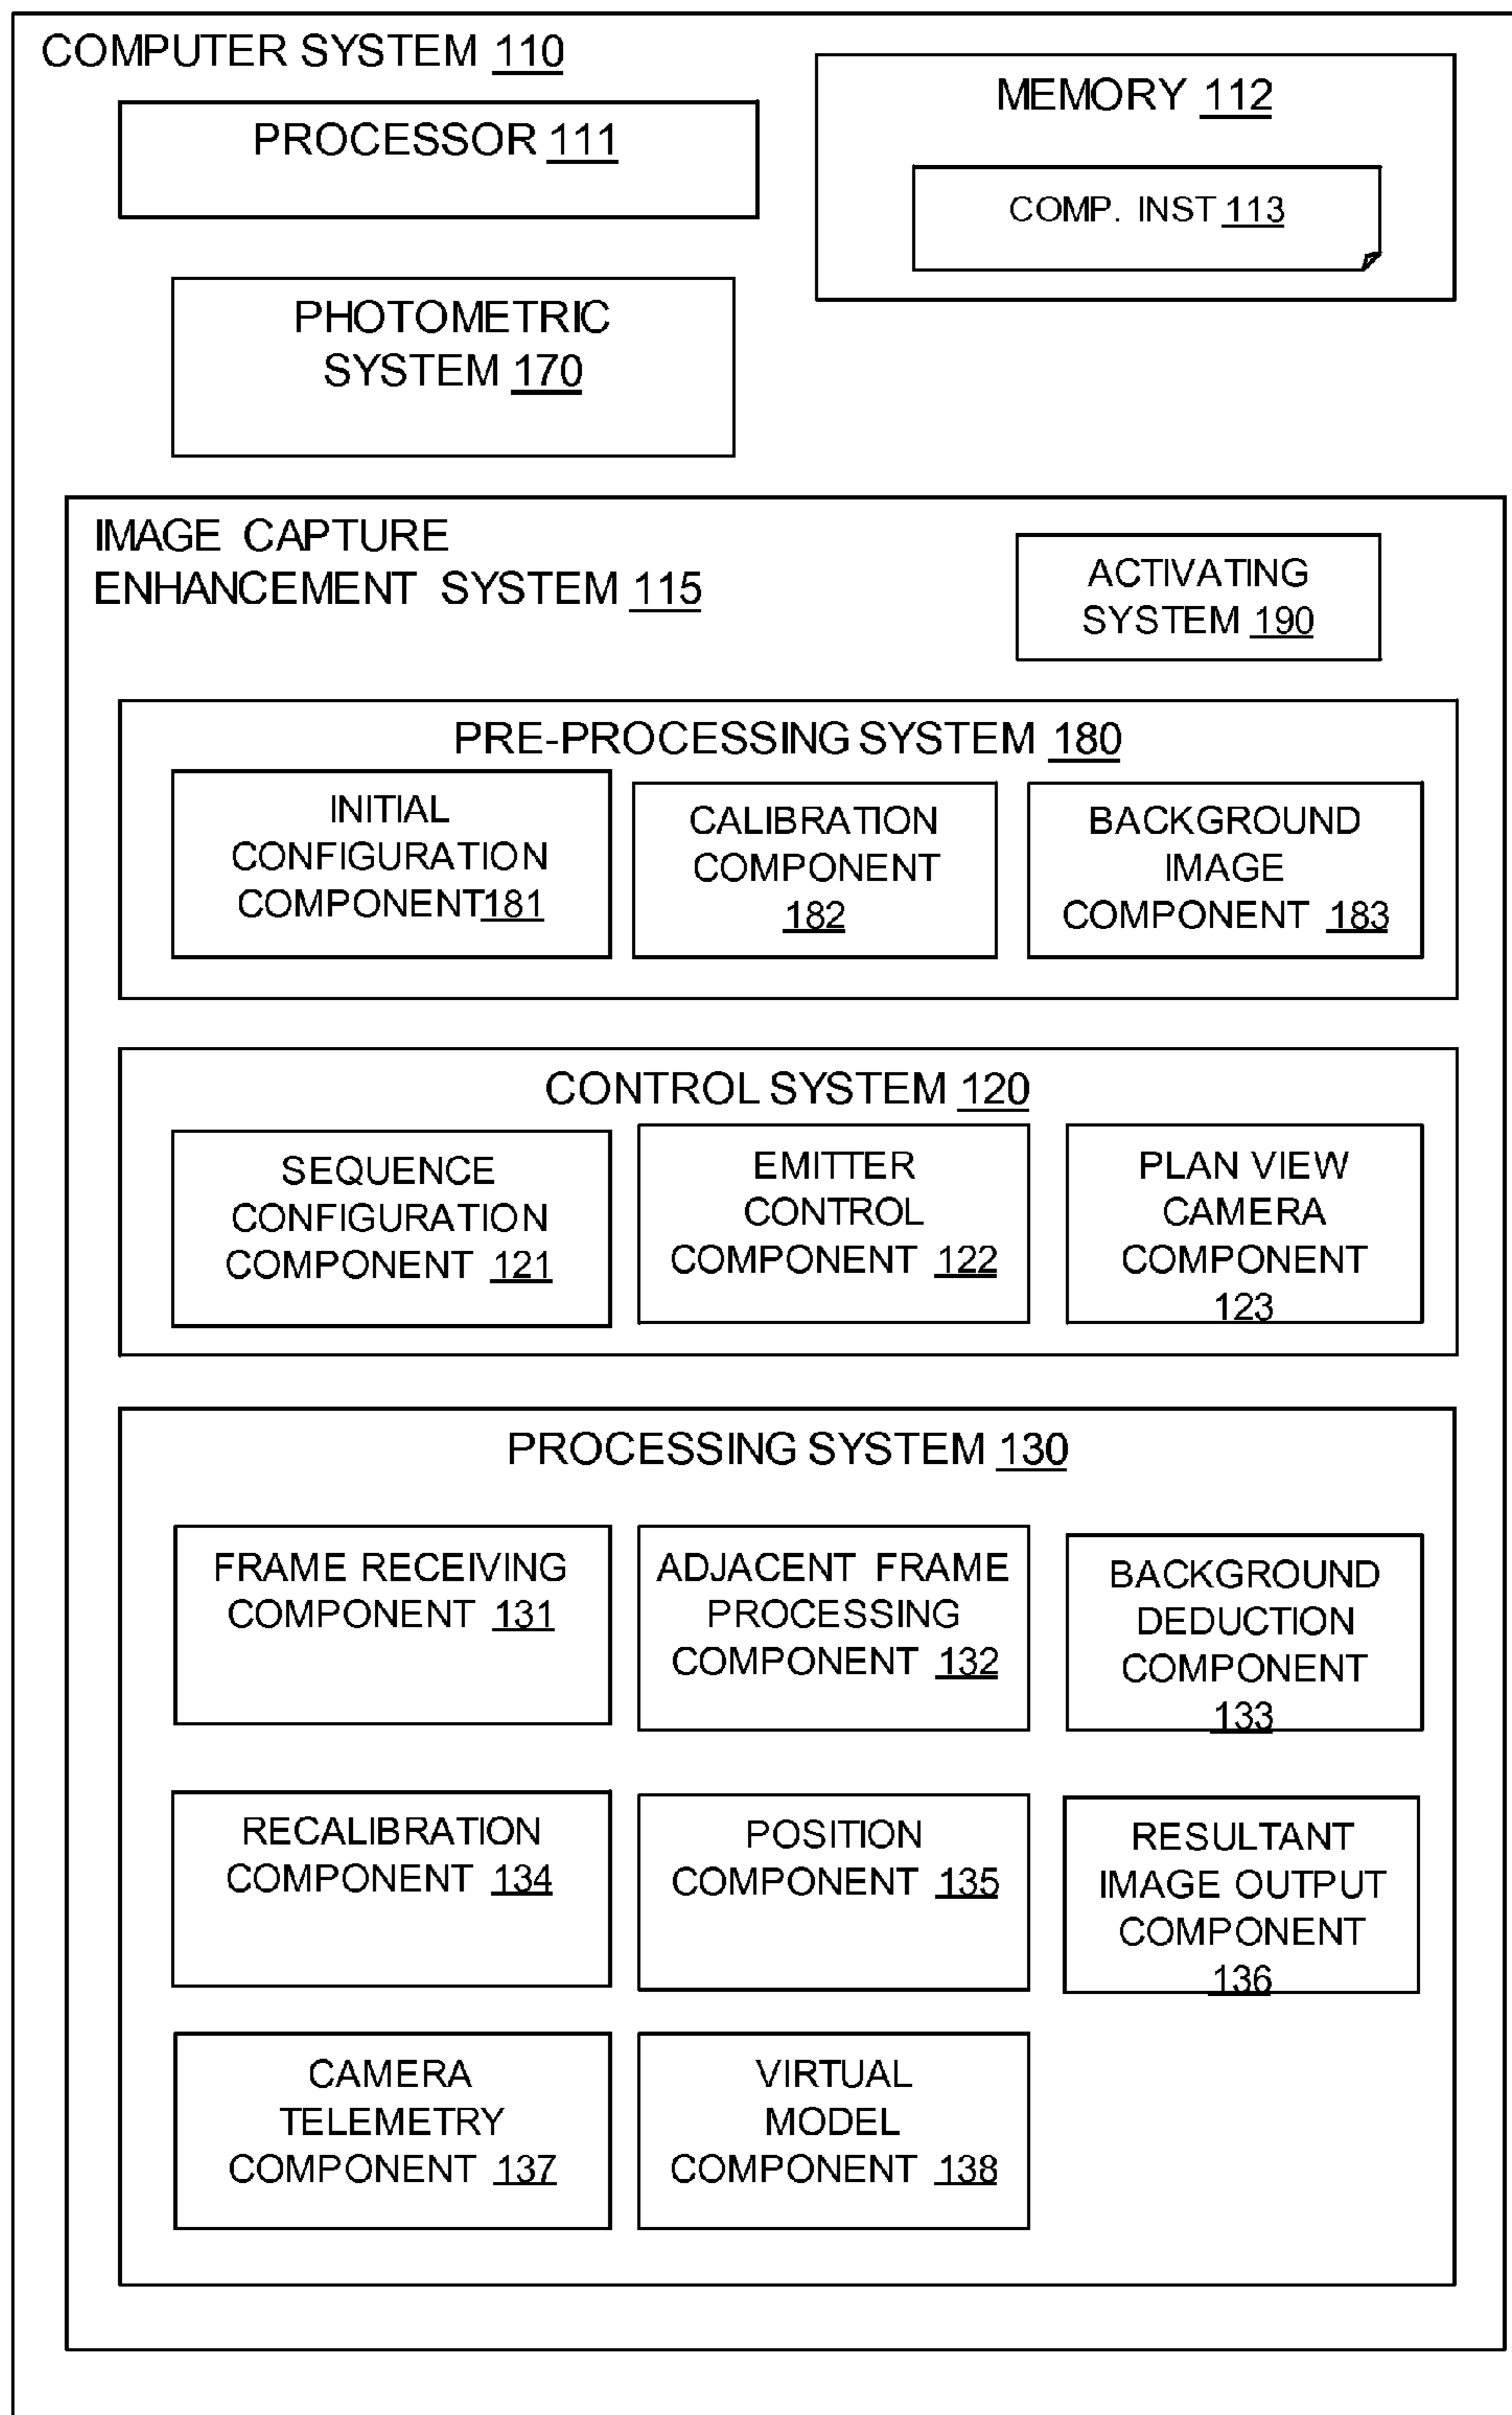 COMPUTER SYSTEM 110
PROCESSOR 111
MEMORY 112
COMP. INST 113
PHOTOMETRIC
SYSTEM 170
IMAGE CAPTURE
ENHANCEMENT SYSTEM 115
ACTIVATING
SYSTEM 190
PRE-PROCESSING SYSTEM 180
INITIAL
CONFIGURATION
COMPONENT 181
CALIBRATION
COMPONENT
182
BACKGROUND
IMAGE
COMPONENT 183
CONTROL SYSTEM 120
SEQUENCE
CONFIGURATION
COMPONENT 121
EMITTER
CONTROL
COMPONENT 122
PLAN VIEW
CAMERA
COMPONENT
123
PROCESSING SYSTEM 130
FRAME RECEIVING
COMPONENT 131
ADJACENT FRAME
PROCESSING
COMPONENT 132
BACKGROUND
DEDUCTION
COMPONENT
133
RECALIBRATION
COMPONENT 134
POSITION
COMPONENT 135
RESULTANT
IMAGE OUTPUT
COMPONENT
136
CAMERA
TELEMETRY
COMPONENT 137
VIRTUAL
MODEL
COMPONENT 138